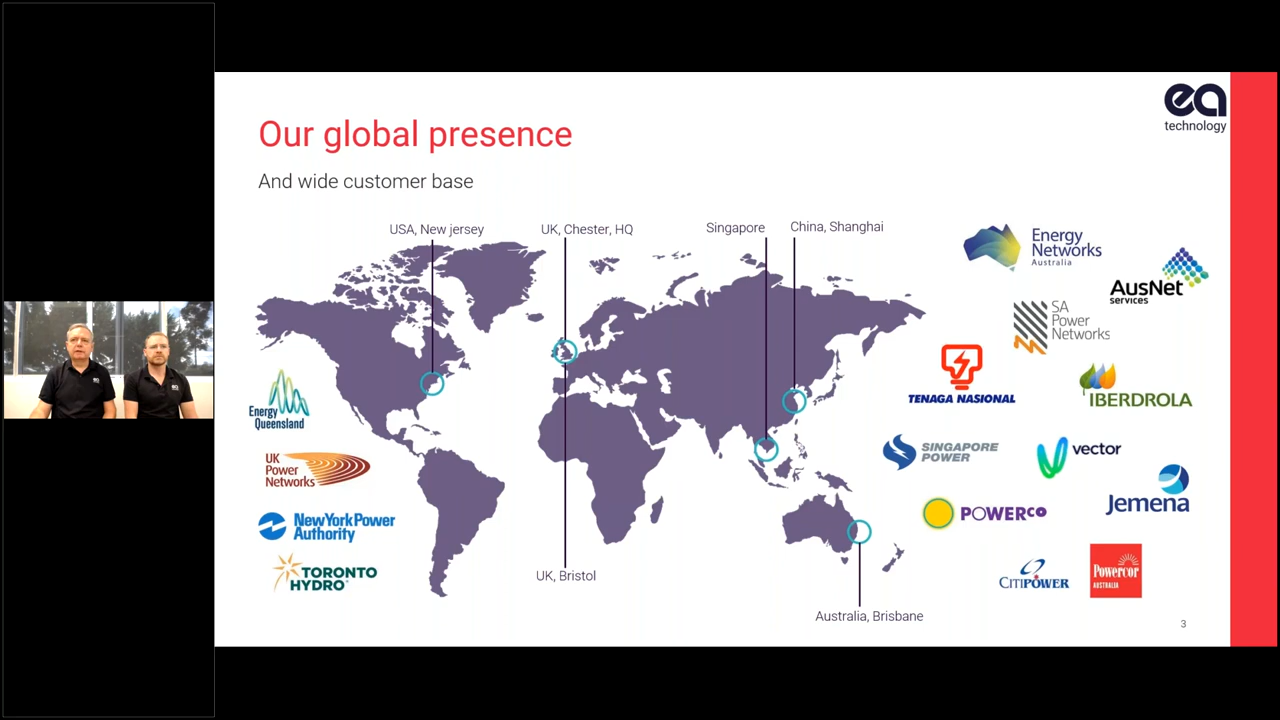 ea
technology
Our global presence
And wide customer base
USA, New jersey
UK, Chester, HQ
Singapore
China, Shanghai
UK, Bristol
Australia, Brisbane
Energy
Queensland
UK
Power
Networks
NewYorkPower
Authority
TORONTO
HYDRO
Energy
Networks
Australia
AusNet
services
SA
Power
Networks
TENAGA NASIONAL
IBERDROLA
SINGAPORE
POWER
vector
Jemena
POWERCO
CITIPOWER
Powercor
AUSTRALIA
3